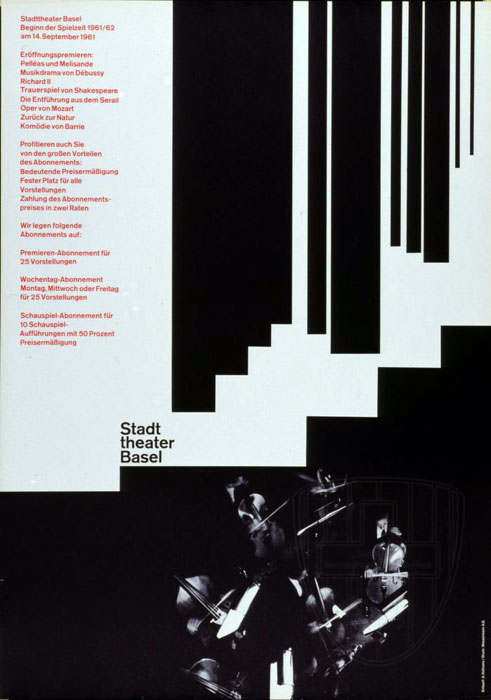 Stadttheater Basel
Beginn der Spielzeit 1961/62
am 14. September 1961
Eröffnungspremieren:
Pelléas und Melisande
Musikdrama von Débussy
Richard II
Trauerspiel von Shakespeare
Die Entführung aus dem Serail
Oper von Mozart
Zurück zur Natur
Komödie von Barrie
Profitieren auch Sie
von den großen Vorteilen
des Abonnements:
Bedeutende Preisermäßigung
Fester Platz für alle
Vorstellungen
Zahlung des Abonnements-
preises in zwei Raten
Wir legen folgende
Abonnements auf:
Premieren-Abonnement für
25 Vorstellungen
Wochentag-Abonnement
Montag, Mittwoch oder Freitag
für 25 Vorstellungen
Schauspiel-Abonnement für
10 Schauspiel-
Aufführungen mit 50 Prozent
Preisermäßigung
Stadt
theater
Basel